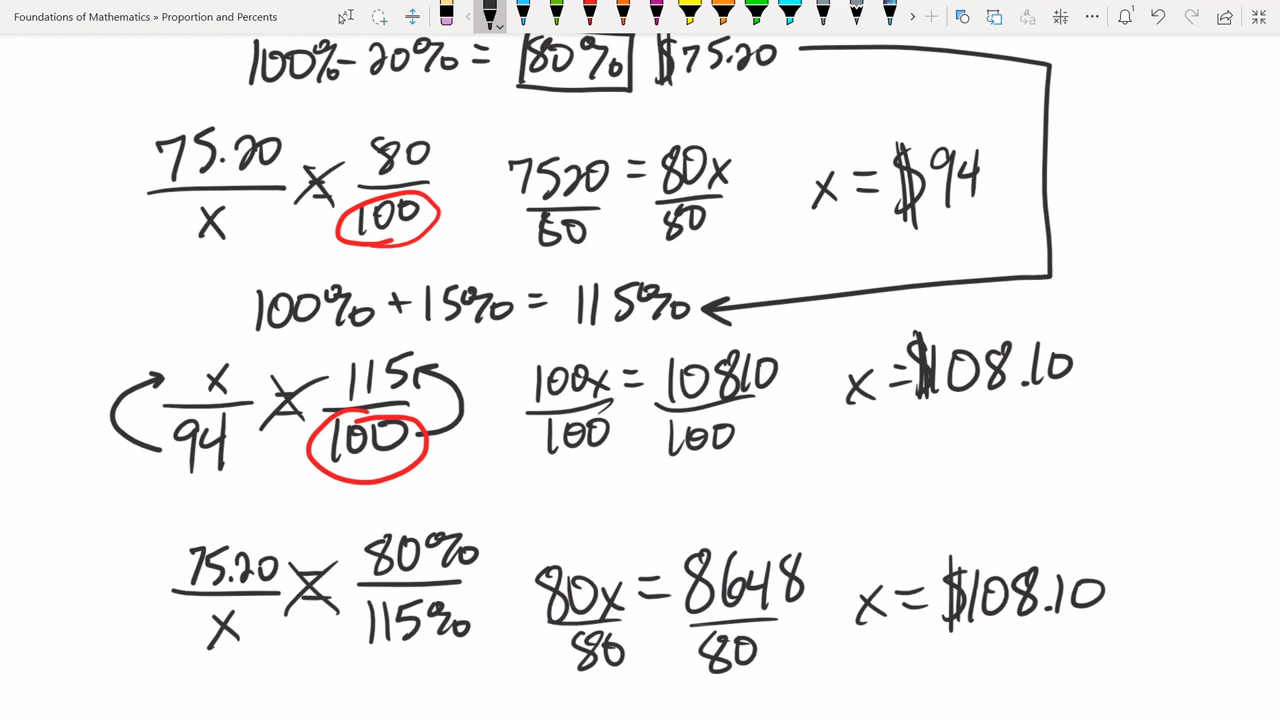 Foundations of Mathematics » Proportion and Percents
100% - 20% = 80% $75.20
75.20/x = 80/100 7520/80 = 80x/80 x = $94
100% + 15% = 115%
x/94 = 115/100 100x/100 = 10810/100 x = $108.10
75.20/x = 80%/115% 80x/80 = 8648/80 x = $108.10